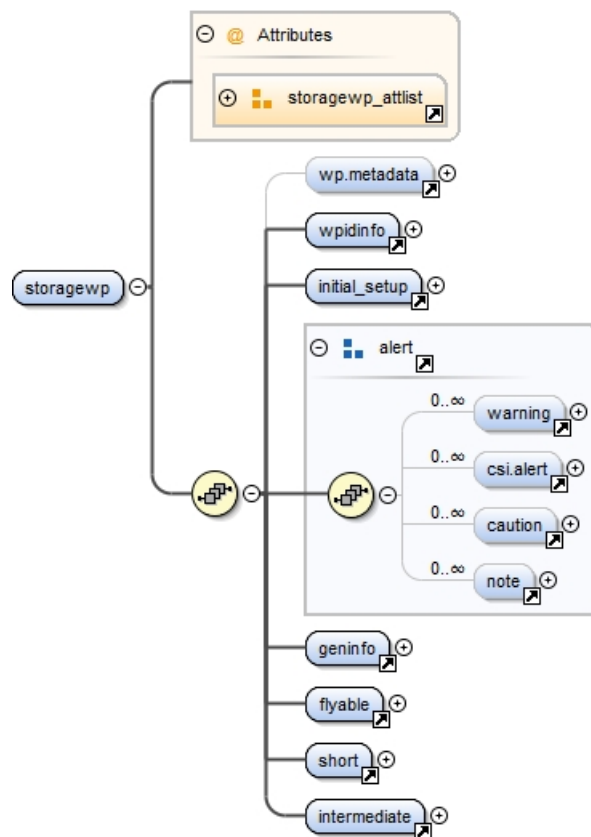 @ Attributes
storagewp_attlist
wp.metadata
wpidinfo
storagewp
initial_setup
alert
0..∞
warning
0..∞
csi.alert
0..∞
caution
0..∞
note
geninfo
flyable
short
intermediate